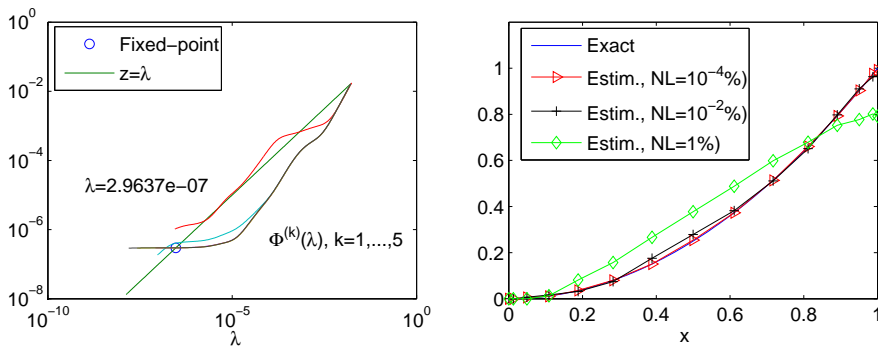 10^0
10^-2
10^-4
10^-6
10^-8
10^-10
10^-5
10^0
λ
Fixed-point
z=λ
λ=2.9637e-07
Φ^(k)(λ), k=1,...,5
1
0.8
0.6
0.4
0.2
0
0 0.2 0.4 0.6 0.8 1
x
Exact
Estim., NL=10^-4%)
Estim., NL=10^-2%)
Estim., NL=1%)